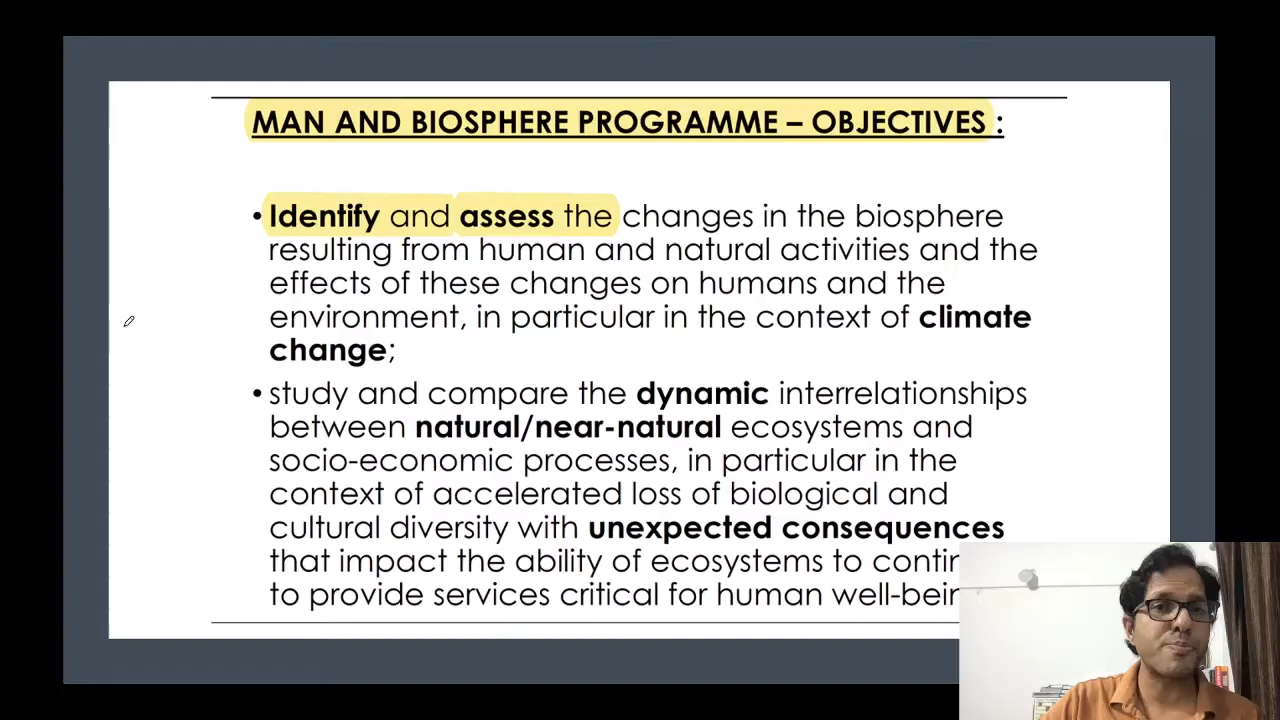 MAN AND BIOSPHERE PROGRAMME – OBJECTIVES :
• Identify and assess the changes in the biosphere
resulting from human and natural activities and the
effects of these changes on humans and the
environment, in particular in the context of climate
change;
• study and compare the dynamic interrelationships
between natural/near-natural ecosystems and
socio-economic processes, in particular in the
context of accelerated loss of biological and
cultural diversity with unexpected consequences
that impact the ability of ecosystems to
to provide services critical for human